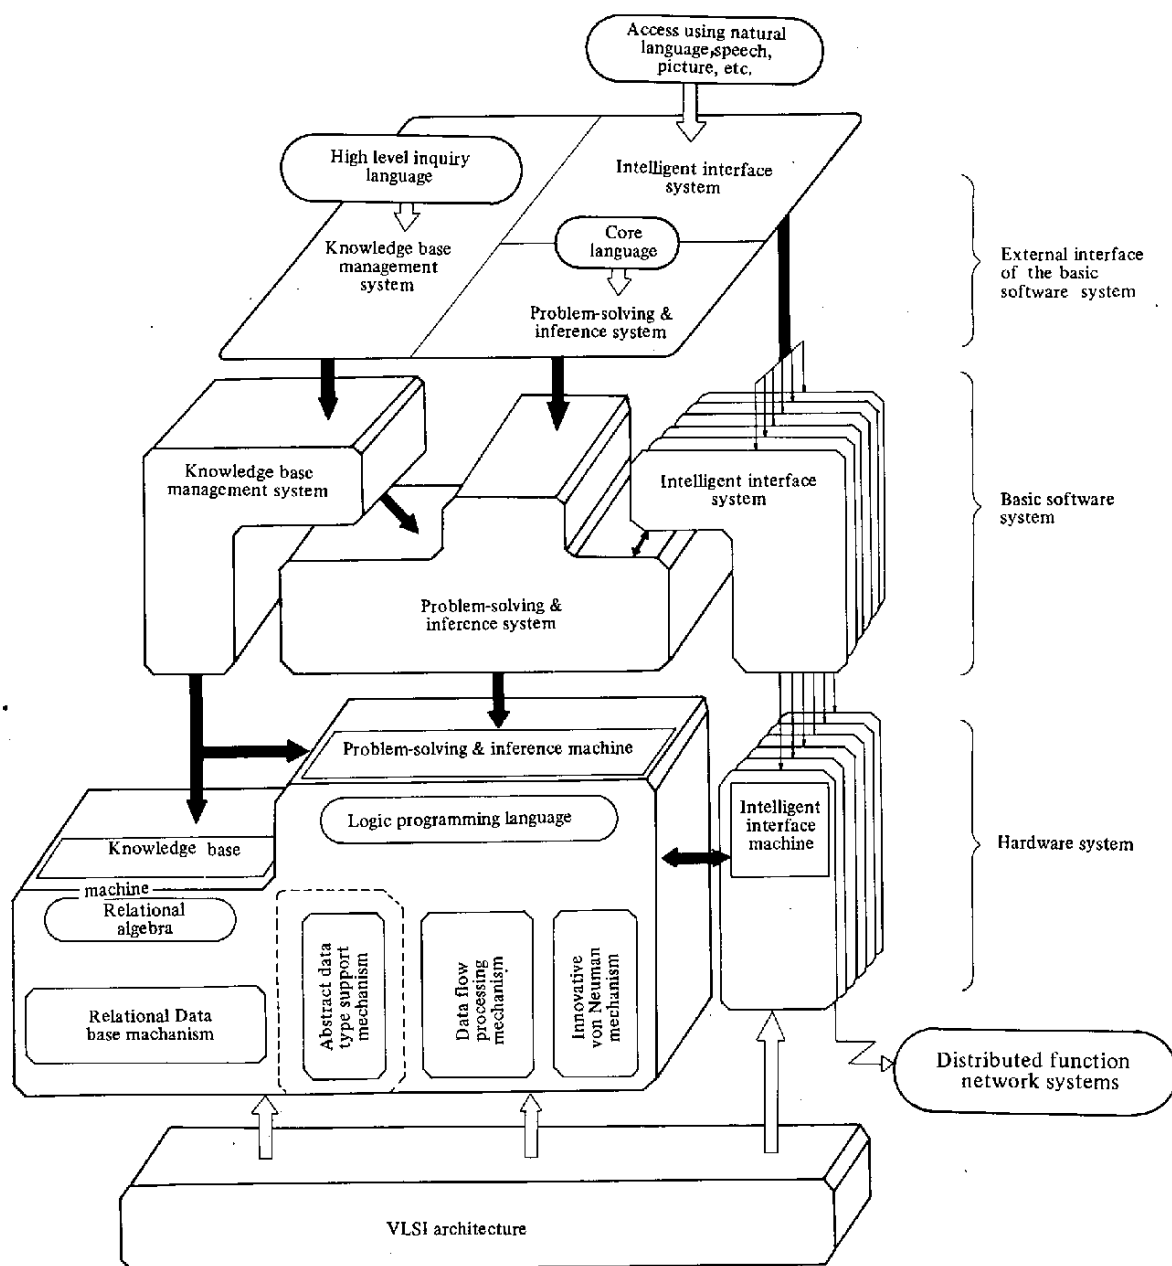 Access using natural
language, speech,
picture, etc.
High level inquiry
language
Intelligent interface
system
Knowledge base
management
system
Core
language
Problem-solving &
inference system
External interface
of the basic
software system
Knowledge base
management system
Intelligent interface
system
Problem-solving &
inference system
Basic software
system
Problem-solving & inference machine
Logic programming language
Knowledge base
machine
Relational
algebra
Relational Data
base machanism
Abstract data
type support
mechanism
Data flow
processing
mechanism
Innovative
von Neuman
mechanism
Intelligent
interface
machine
Hardware system
Distributed function
network systems
VLSI architecture